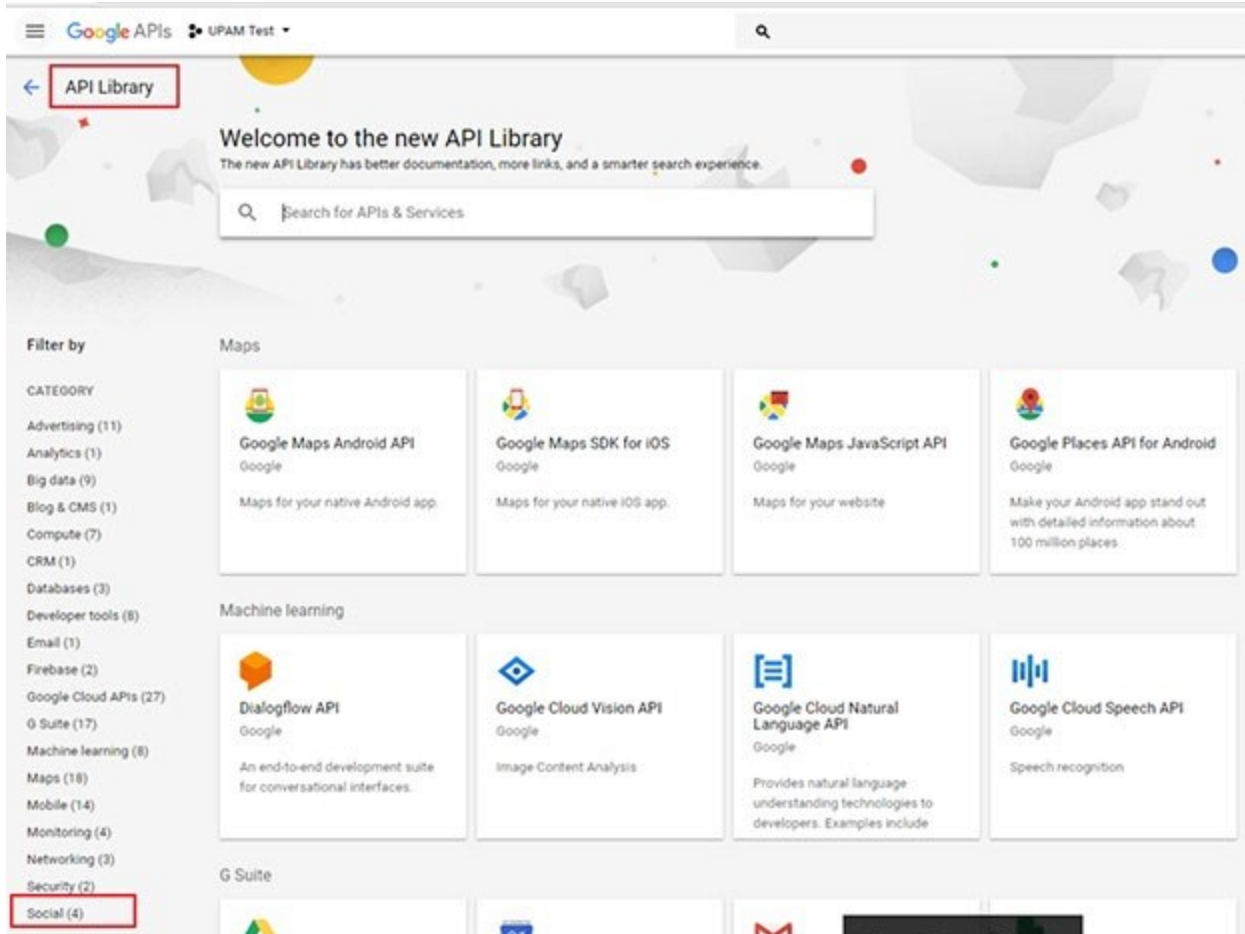 Google APIs UPAM Test
API Library
Welcome to the new API Library
The new API Library has better documentation, more links, and a smarter search experience.
Search for APIs & Services
Filter by
CATEGORY
Advertising (11)
Analytics (1)
Big data (9)
Blog & CMS (1)
Compute (7)
CRM (1)
Databases (3)
Developer tools (8)
Email (1)
Firebase (2)
Google Cloud APIs (27)
G Suite (17)
Machine learning (8)
Maps (18)
Mobile (14)
Monitoring (4)
Networking (3)
Security (2)
Social (4)
Maps
Google Maps Android API
Google
Maps for your native Android app.
Google Maps SDK for iOS
Google
Maps for your native iOS app.
Google Maps JavaScript API
Google
Maps for your website
Google Places API for Android
Google
Make your Android app stand out
with detailed information about
100 million places
Machine learning
Dialogflow API
Google
An end-to-end development suite
for conversational interfaces.
Google Cloud Vision API
Google
Image Content Analysis
Google Cloud Natural
Language API
Google
Provides natural language
understanding technologies to
developers. Examples include
Google Cloud Speech API
Google
Speech recognition
G Suite